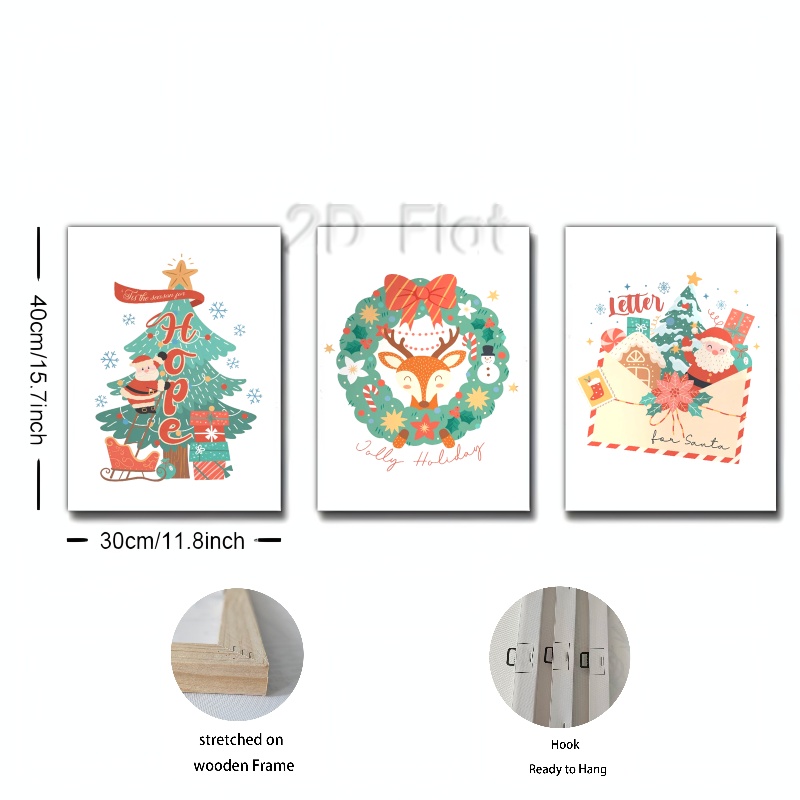 2D Flat
40cm/15.7inch
'Tis the season for
Hope
Jolly Holiday
Letter
for Santa
30cm/11.8inch
stretched on
wooden Frame
Hook
Ready to Hang